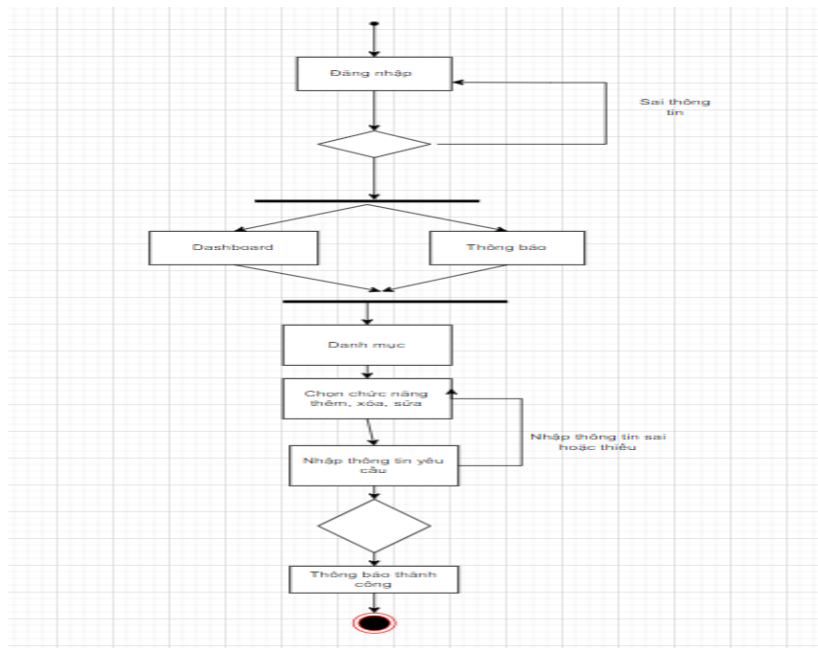 Đăng nhập
Sai thông
tin
Dashboard
Thông báo
Danh mục
Chọn chức năng
thêm, xóa, sửa
Nhập thông tin sai
hoặc thiếu
Nhập thông tin yêu
cầu
Thông báo thành
công